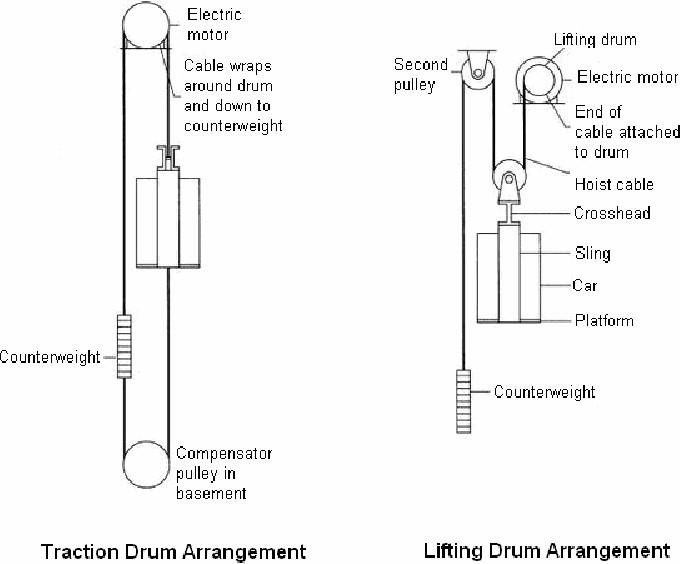 Electric
motor
Cable wraps
around drum
and down to
counterweight
Counterweight
Compensator
pulley in
basement
Traction Drum Arrangement
Lifting drum
Second
pulley
Electric motor
End of
cable attached
to drum
Hoist cable
Crosshead
Sling
Car
Platform
Counterweight
Lifting Drum Arrangement